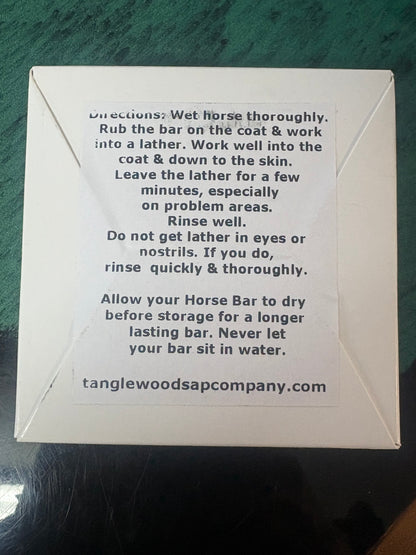 Directions: Wet horse thoroughly.
Rub the bar on the coat & work
into a lather. Work well into the
coat & down to the skin.
Leave the lather for a few
minutes, especially
on problem areas.
Rinse well.
Do not get lather in eyes or
nostrils. If you do,
rinse quickly & thoroughly.
Allow your Horse Bar to dry
before storage for a longer
lasting bar. Never let
your bar sit in water.
tanglewoodsapcompany.com